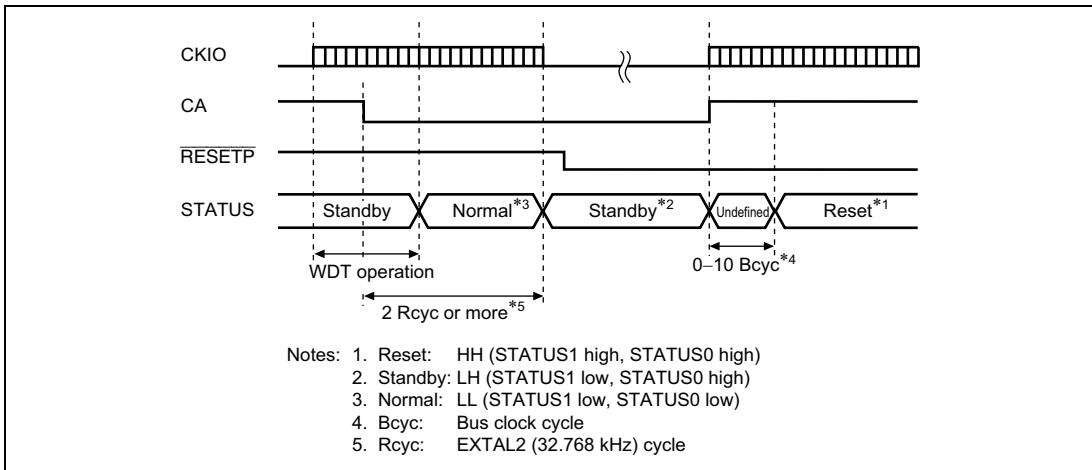 CKIO
CA
RESETP
STATUS
Standby
Normal*3
Standby*2
Undefined
Reset*1
WDT operation
0–10 Bcyc*4
2 Rcyc or more*5
Notes: 1. Reset: HH (STATUS1 high, STATUS0 high)
2. Standby: LH (STATUS1 low, STATUS0 high)
3. Normal: LL (STATUS1 low, STATUS0 low)
4. Bcyc: Bus clock cycle
5. Rcyc: EXTAL2 (32.768 kHz) cycle